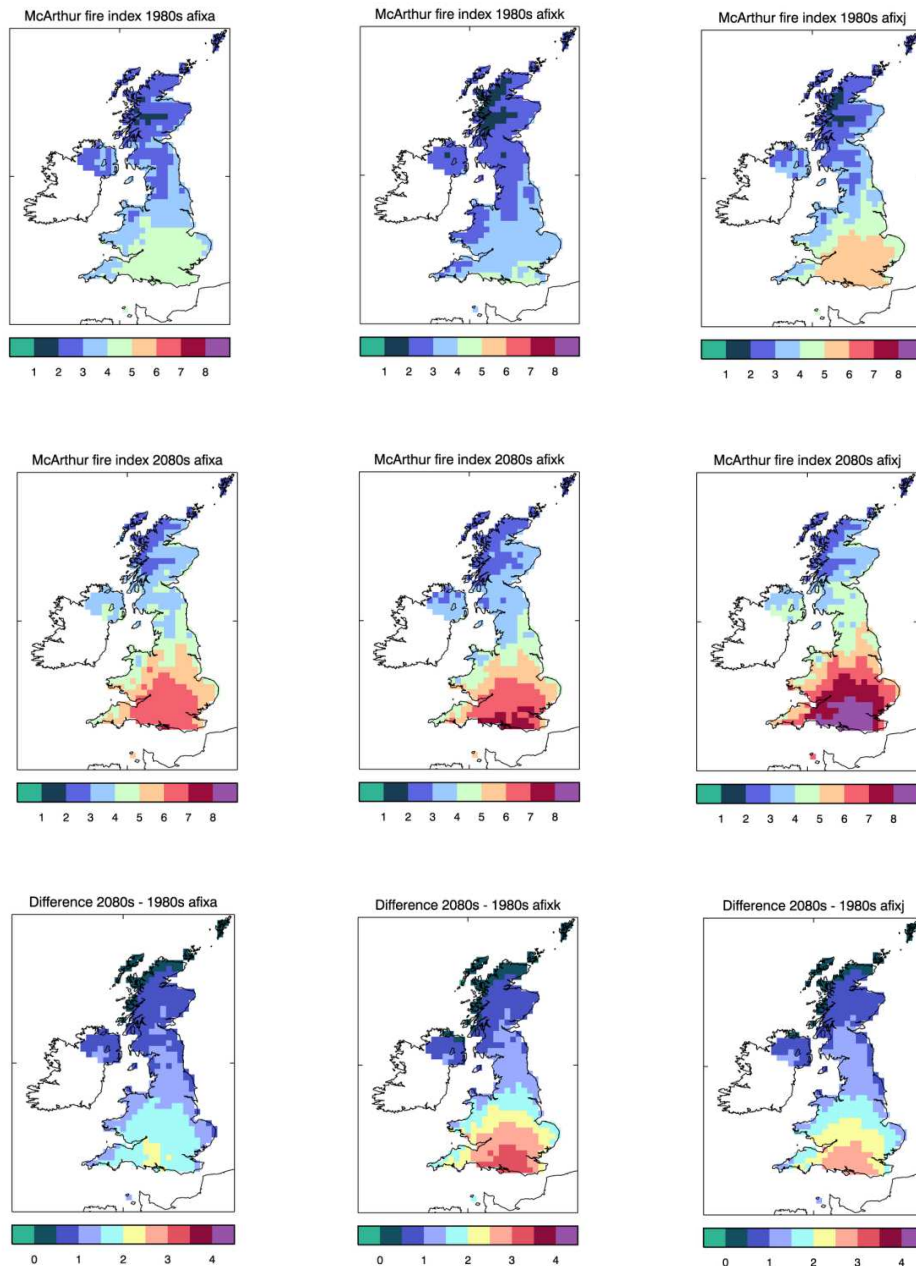 McArthur fire index 1980s afixa
McArthur fire index 1980s afixk
McArthur fire index 1980s afixj
1 2 3 4 5 6 7 8
1 2 3 4 5 6 7 8
1 2 3 4 5 6 7 8
McArthur fire index 2080s afixa
McArthur fire index 2080s afixk
McArthur fire index 2080s afixj
1 2 3 4 5 6 7 8
1 2 3 4 5 6 7 8
1 2 3 4 5 6 7 8
Difference 2080s - 1980s afixa
Difference 2080s - 1980s afixk
Difference 2080s - 1980s afixj
0 1 2 3 4
0 1 2 3 4
0 1 2 3 4